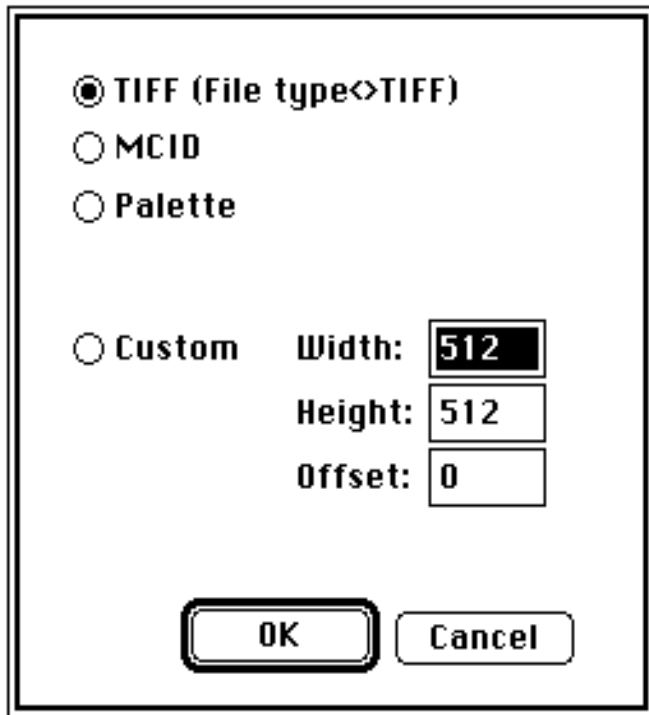 TIFF (File type<>TIFF)
MCID
Palette
Custom Width: 512
Height: 512
Offset: 0
OK Cancel